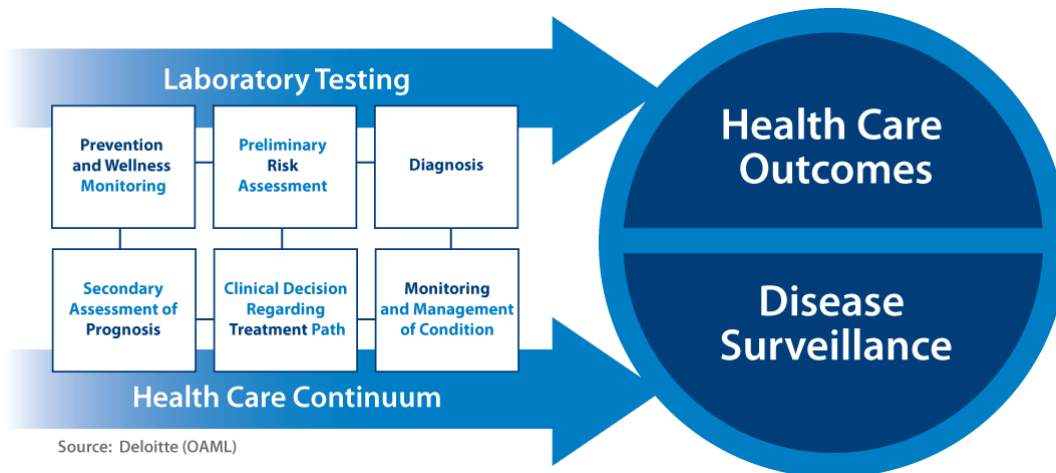 Laboratory Testing
Prevention
and Wellness
Monitoring
Preliminary
Risk
Assessment
Diagnosis
Secondary
Assessment of
Prognosis
Clinical Decision
Regarding
Treatment Path
Monitoring
and Management
of Condition
Health Care Continuum
Health Care
Outcomes
Disease
Surveillance
Source: Deloitte (OAML)